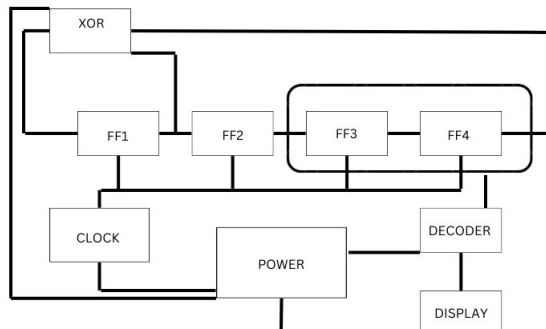 XOR
FF1
FF2
FF3
FF4
CLOCK
POWER
DECODER
DISPLAY